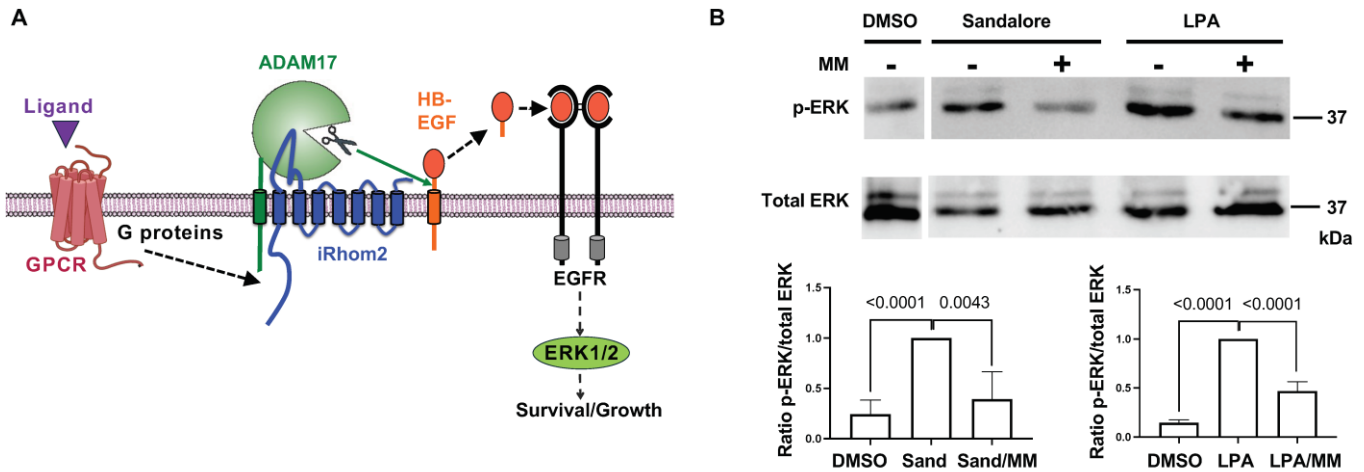 A
ADAM17
Ligand
HB-
EGF
G proteins
iRhom2
GPCR
EGFR
ERK1/2
Survival/Growth
B
DMSO Sandalore LPA
MM - - + - +
p-ERK 37
Total ERK 37
kDa
Ratio p-ERK/total ERK
1.5
1.0
0.5
0.0
<0.0001 0.0043
DMSO Sand Sand/MM
Ratio p-ERK/total ERK
1.5
1.0
0.5
0.0
<0.0001 <0.0001
DMSO LPA LPA/MM